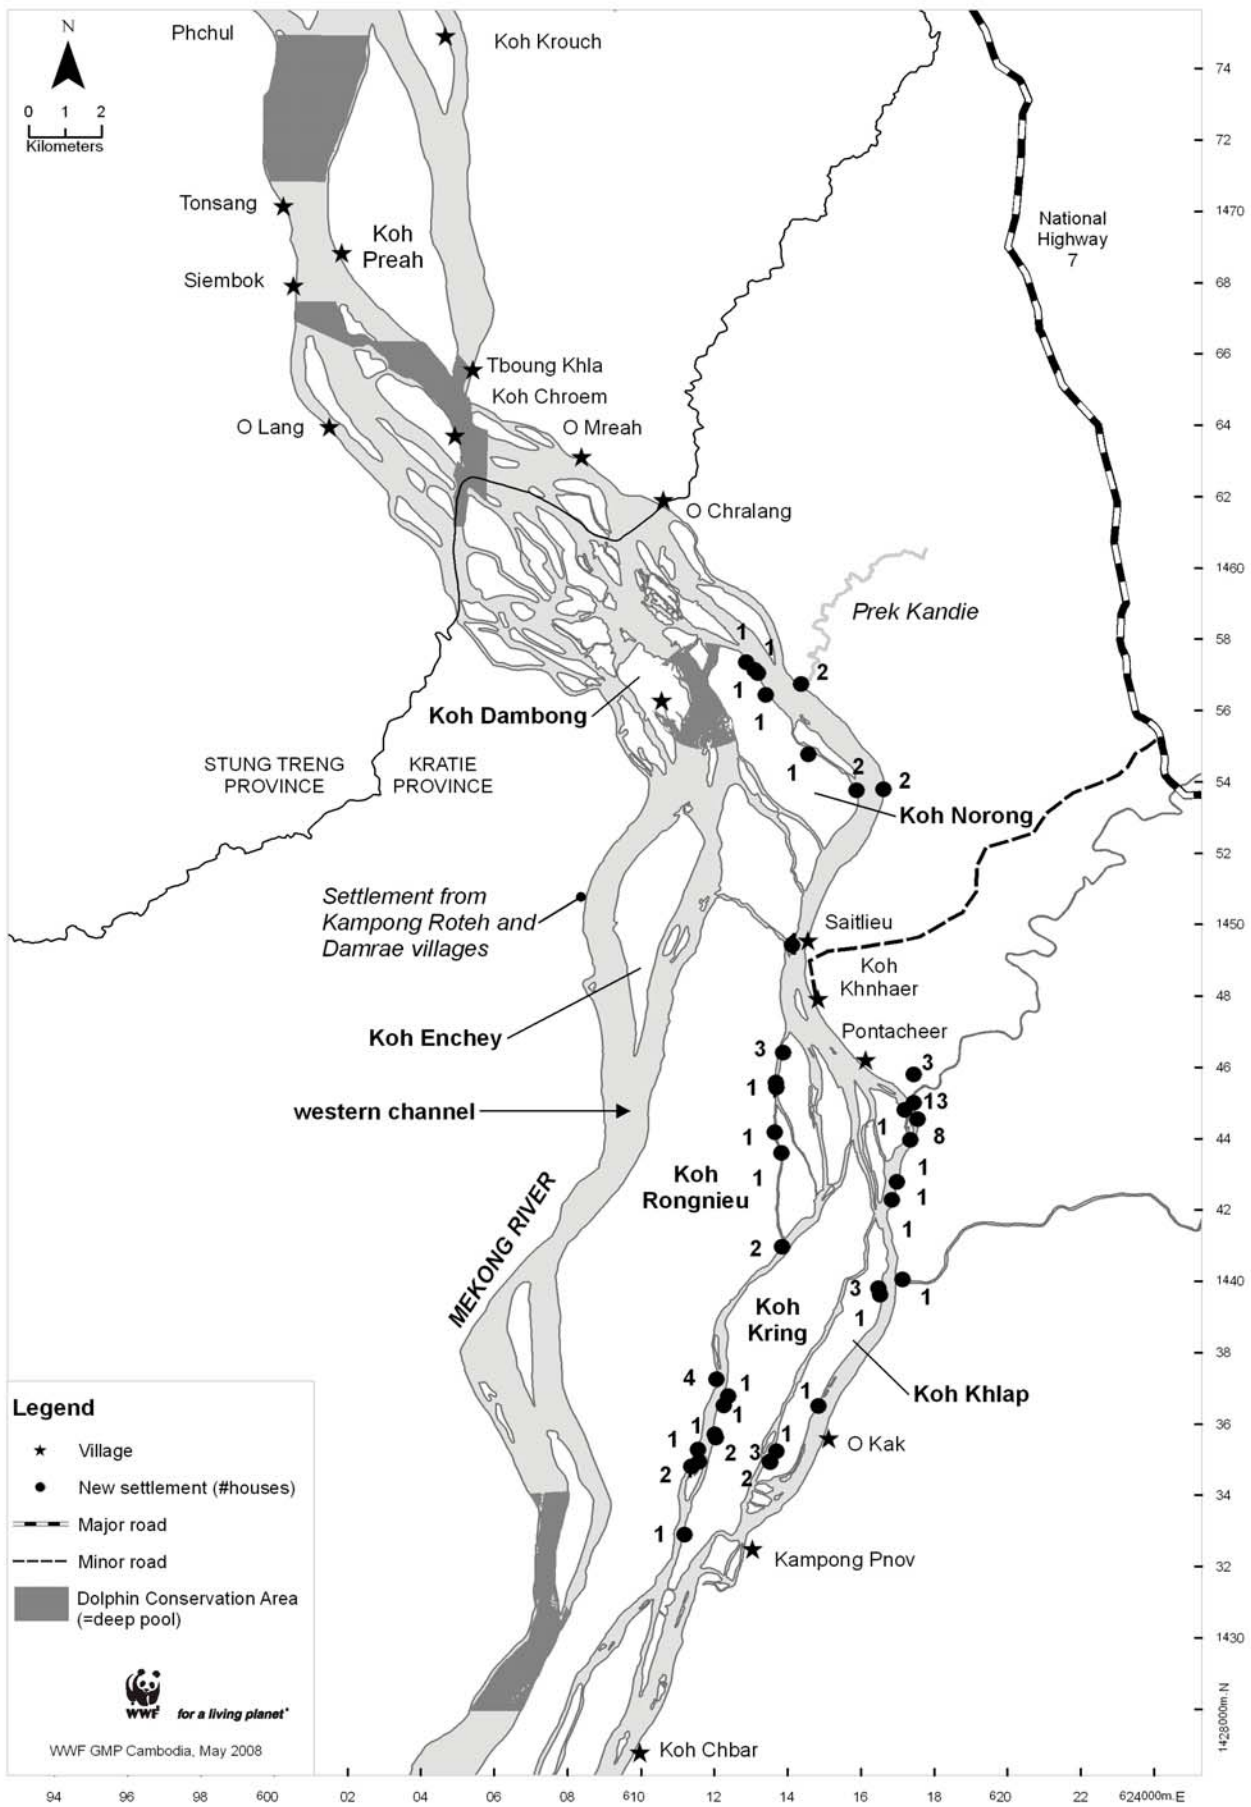 Phchul
N
Koh Krouch
0 1 2
Kilometers
74
72
Tonsang
1470
Koh
Preah
National
Highway
7
Siembok
68
66
Tboung Khla
Koh Chroem
O Lang
O Mreah
64
62
O Chralang
1460
Prek Kandie
1
58
1
2
1
1
Koh Dambong
56
STUNG TRENG
PROVINCE
KRATIE
PROVINCE
1
2
2
54
Koh Norong
52
Settlement from
Kampong Roteh and
Damrae villages
Saitlieu
1450
Koh
Khnhaer
48
Koh Enchey
Pontacheer
3
3
46
1
13
western channel
1
1
8
44
Koh
Rongnieu
1
1
1
42
1
MEKONG RIVER
2
1440
3
1
1
Koh
Kring
38
4
1
1
Koh Khlap
1
1
1
36
1
2
3
O Kak
2
2
34
1
Kampong Pnov
32
1430
1428000m.N
Koh Chbar
Legend
Village
New settlement (#houses)
Major road
Minor road
Dolphin Conservation Area
(=deep pool)
WWF
for a living planet®
WWF GMP Cambodia, May 2008
94 96 98 600 02 04 06 08 610 12 14 16 18 620 22 624000m.E